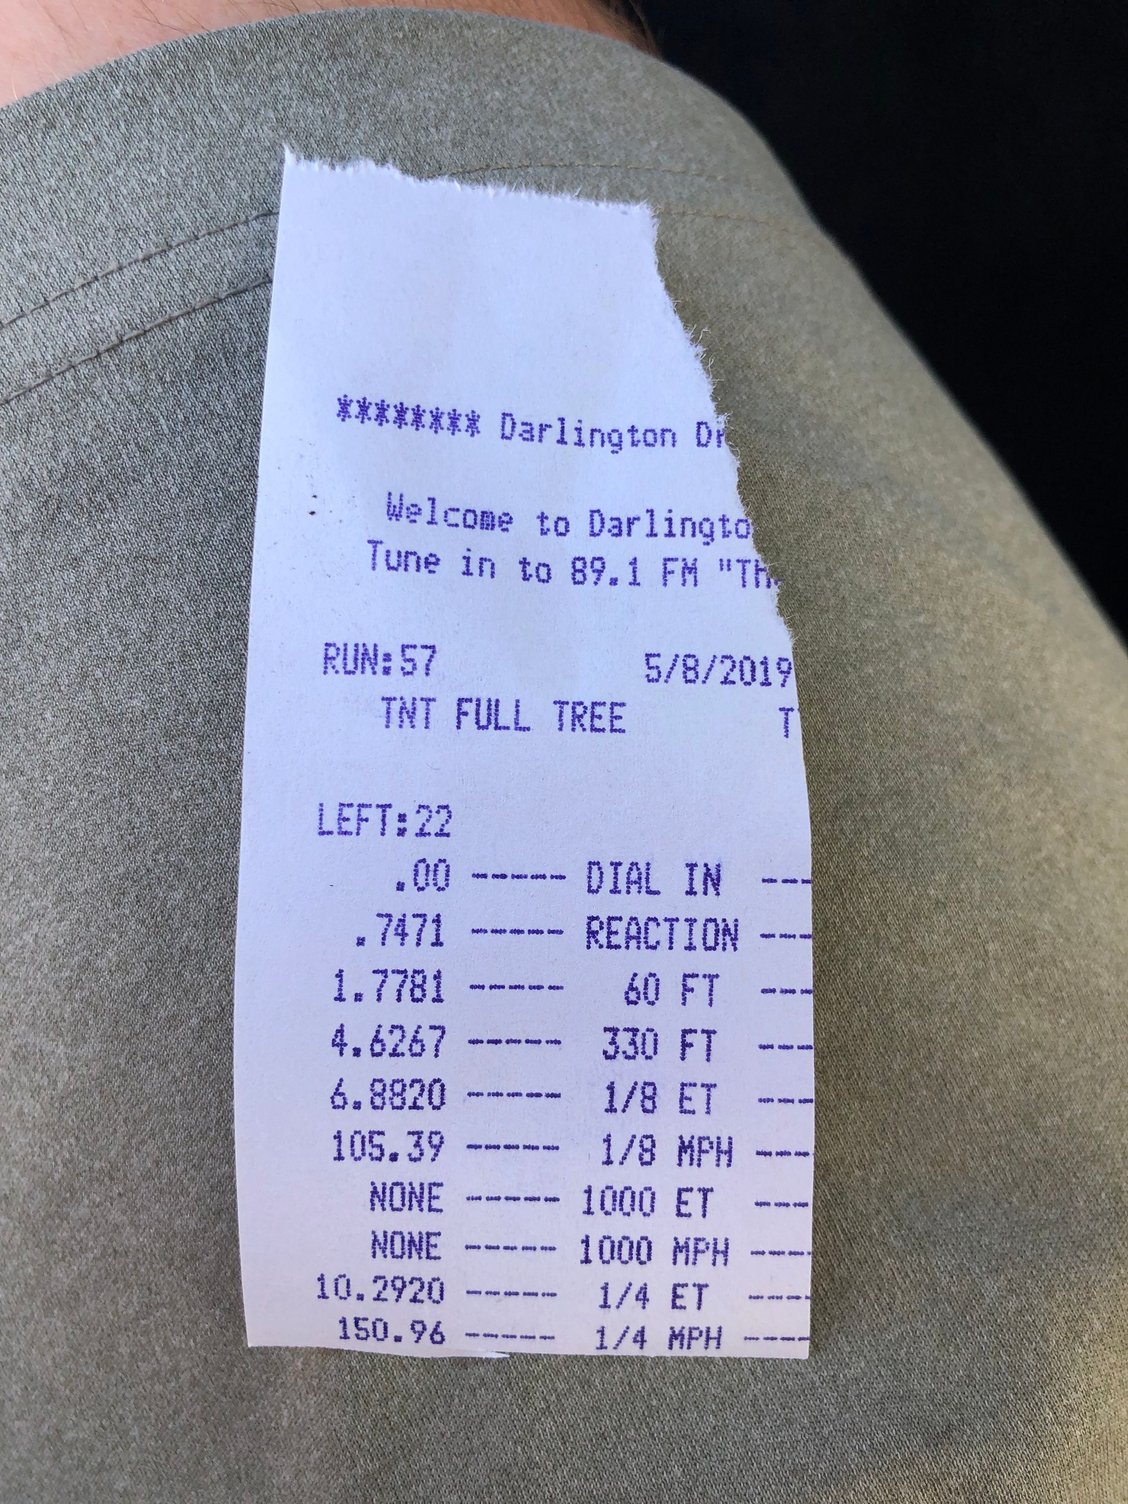 ******** Darlington Dr
Welcome to Darlingto
Tune in to 89.1 FM "Th
RUN:57 5/8/2019
TNT FULL TREE T
LEFT:22
.00 ----- DIAL IN ---
.7471 ----- REACTION ---
1.7781 ----- 60 FT ---
4.6267 ----- 330 FT ---
6.8820 ----- 1/8 ET ---
105.39 ----- 1/8 MPH ---
NONE ----- 1000 ET ---
NONE ----- 1000 MPH ----
10.2920 ----- 1/4 ET ----
150.96 ----- 1/4 MPH ----